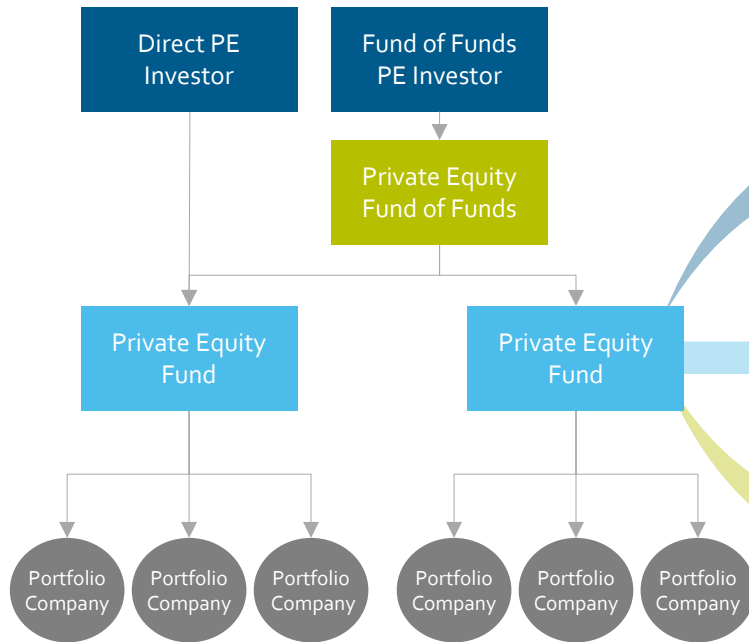 Direct PE
Investor
Fund of Funds
PE Investor
Private Equity
Fund of Funds
Private Equity
Fund
Private Equity
Fund
Portfolio
Company
Portfolio
Company
Portfolio
Company
Portfolio
Company
Portfolio
Company
Portfolio
Company